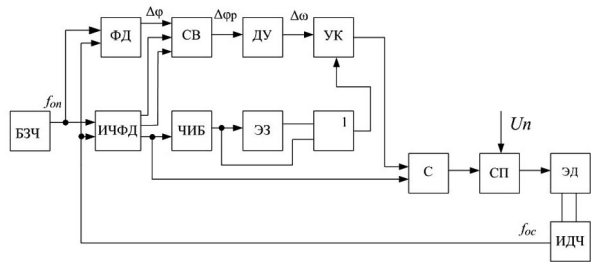 Δφ
Δφр
Δω
ФД
СВ
ДУ
УК
fоп
БЗЧ
ИЧФД
ЧИБ
ЭЗ
1
Uп
С
СП
ЭД
fос
ИДЧ